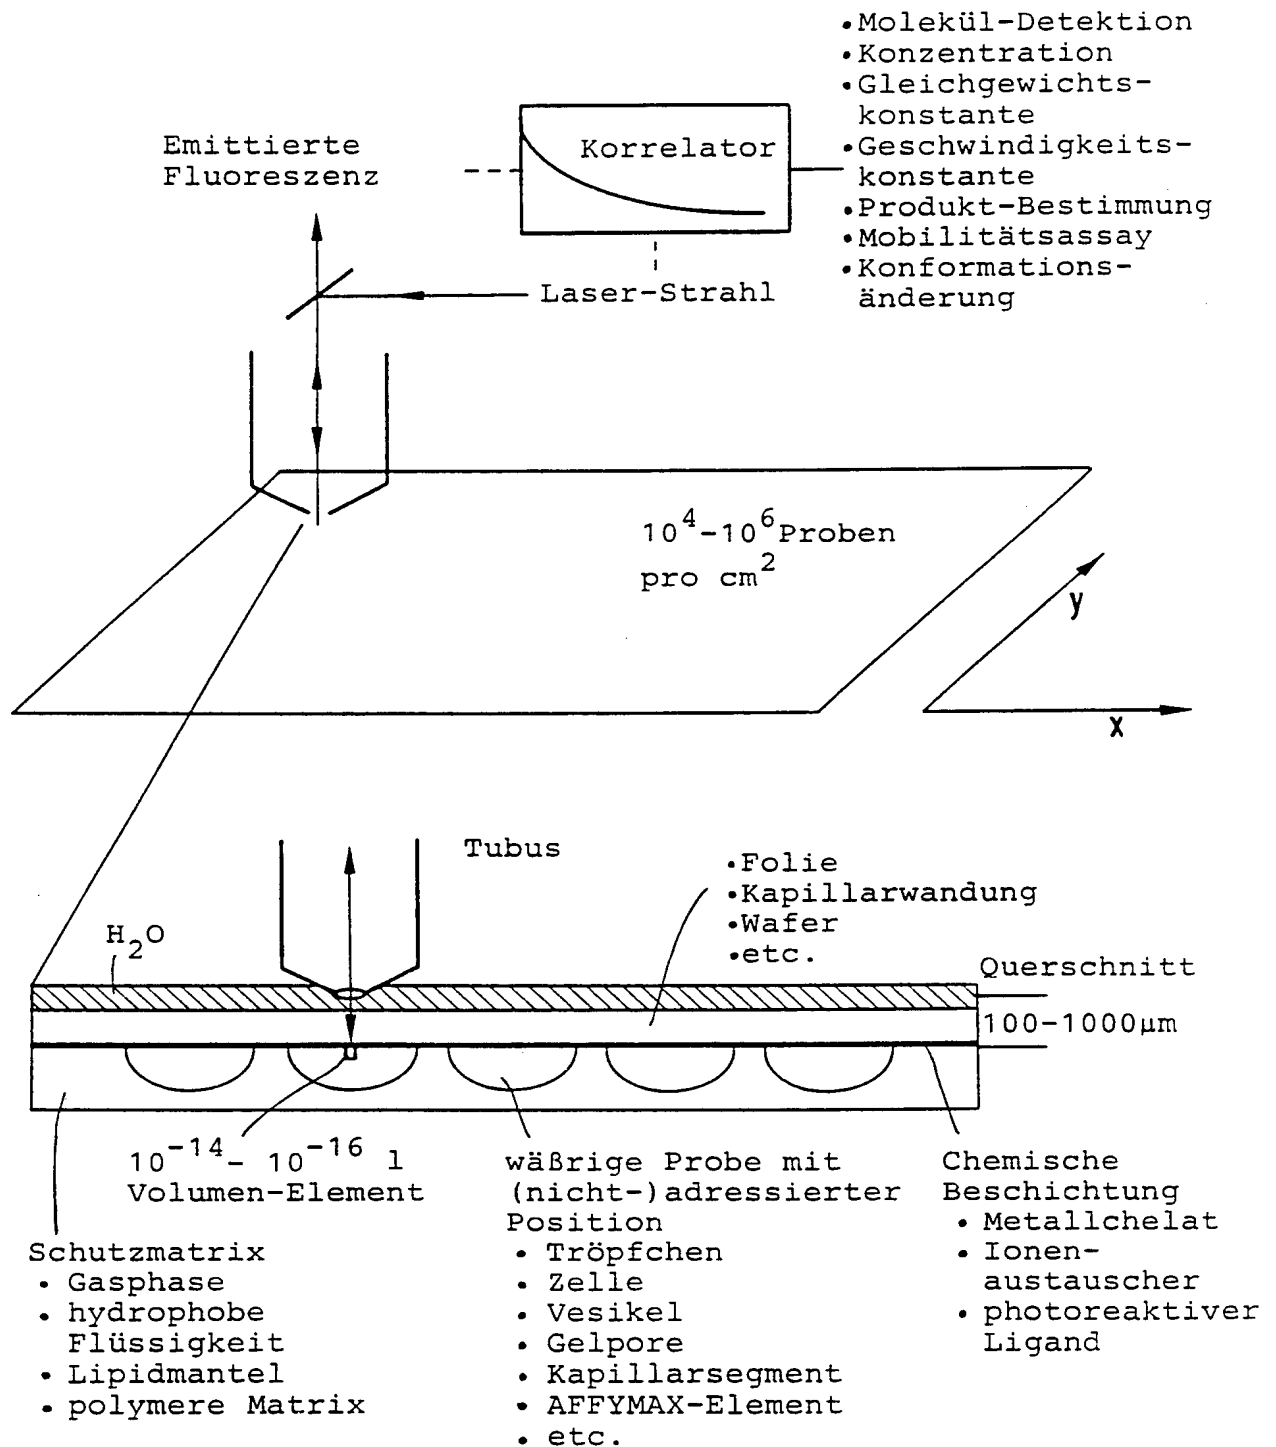 •Molekül-Detektion
•Konzentration
•Gleichgewichts-
konstante
•Geschwindigkeits-
konstante
•Produkt-Bestimmung
•Mobilitätsassay
•Konformations-
änderung
Emittierte
Fluoreszenz
Korrelator
Laser-Strahl
10⁴-10⁶ Proben
pro cm²
y
x
Tubus
•Folie
•Kapillarwandung
•Wafer
•etc.
H₂O
Querschnitt
100-1000µm
10⁻¹⁴- 10⁻¹⁶ l
Volumen-Element
Schutzmatrix
• Gasphase
• hydrophobe
Flüssigkeit
• Lipidmantel
• polymere Matrix
wäßrige Probe mit
(nicht-)adressierter
Position
• Tröpfchen
• Zelle
• Vesikel
• Gelpore
• Kapillarsegment
• AFFYMAX-Element
• etc.
Chemische
Beschichtung
• Metallchelat
• Ionen-
austauscher
• photoreaktiver
Ligand